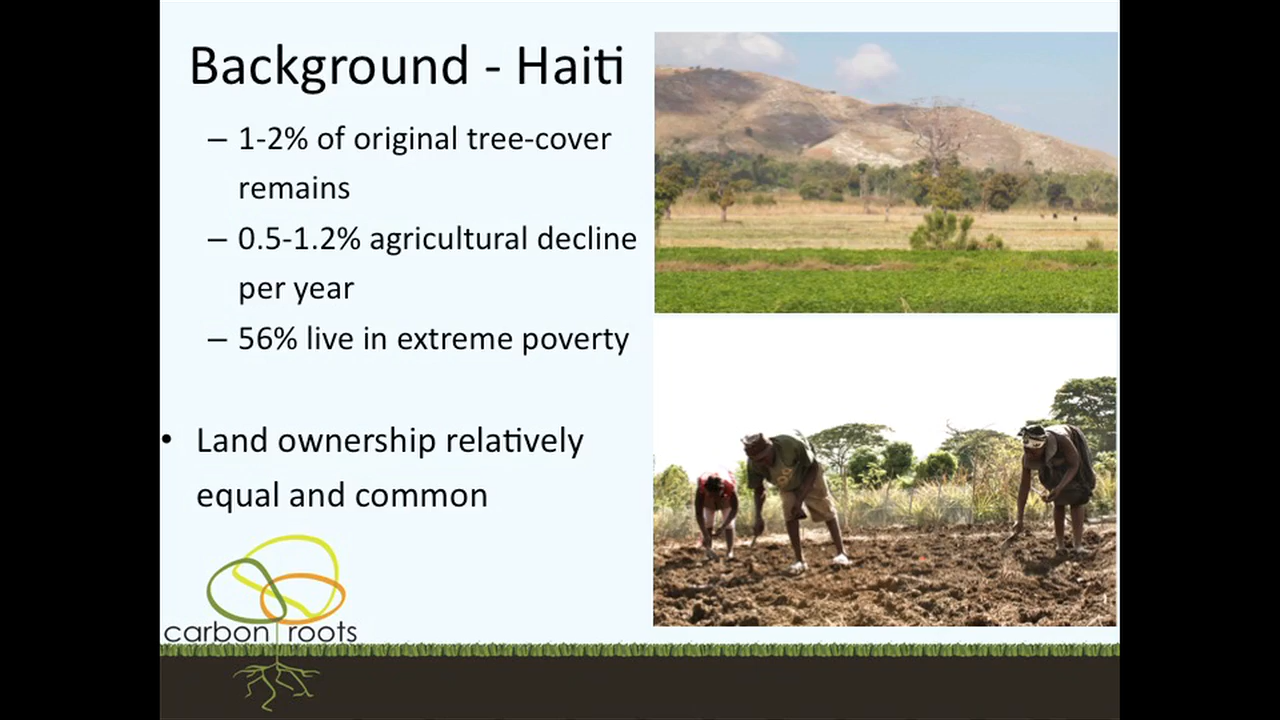 Background - Haiti
– 1-2% of original tree-cover
remains
– 0.5-1.2% agricultural decline
per year
– 56% live in extreme poverty
• Land ownership relatively
equal and common
carbon roots